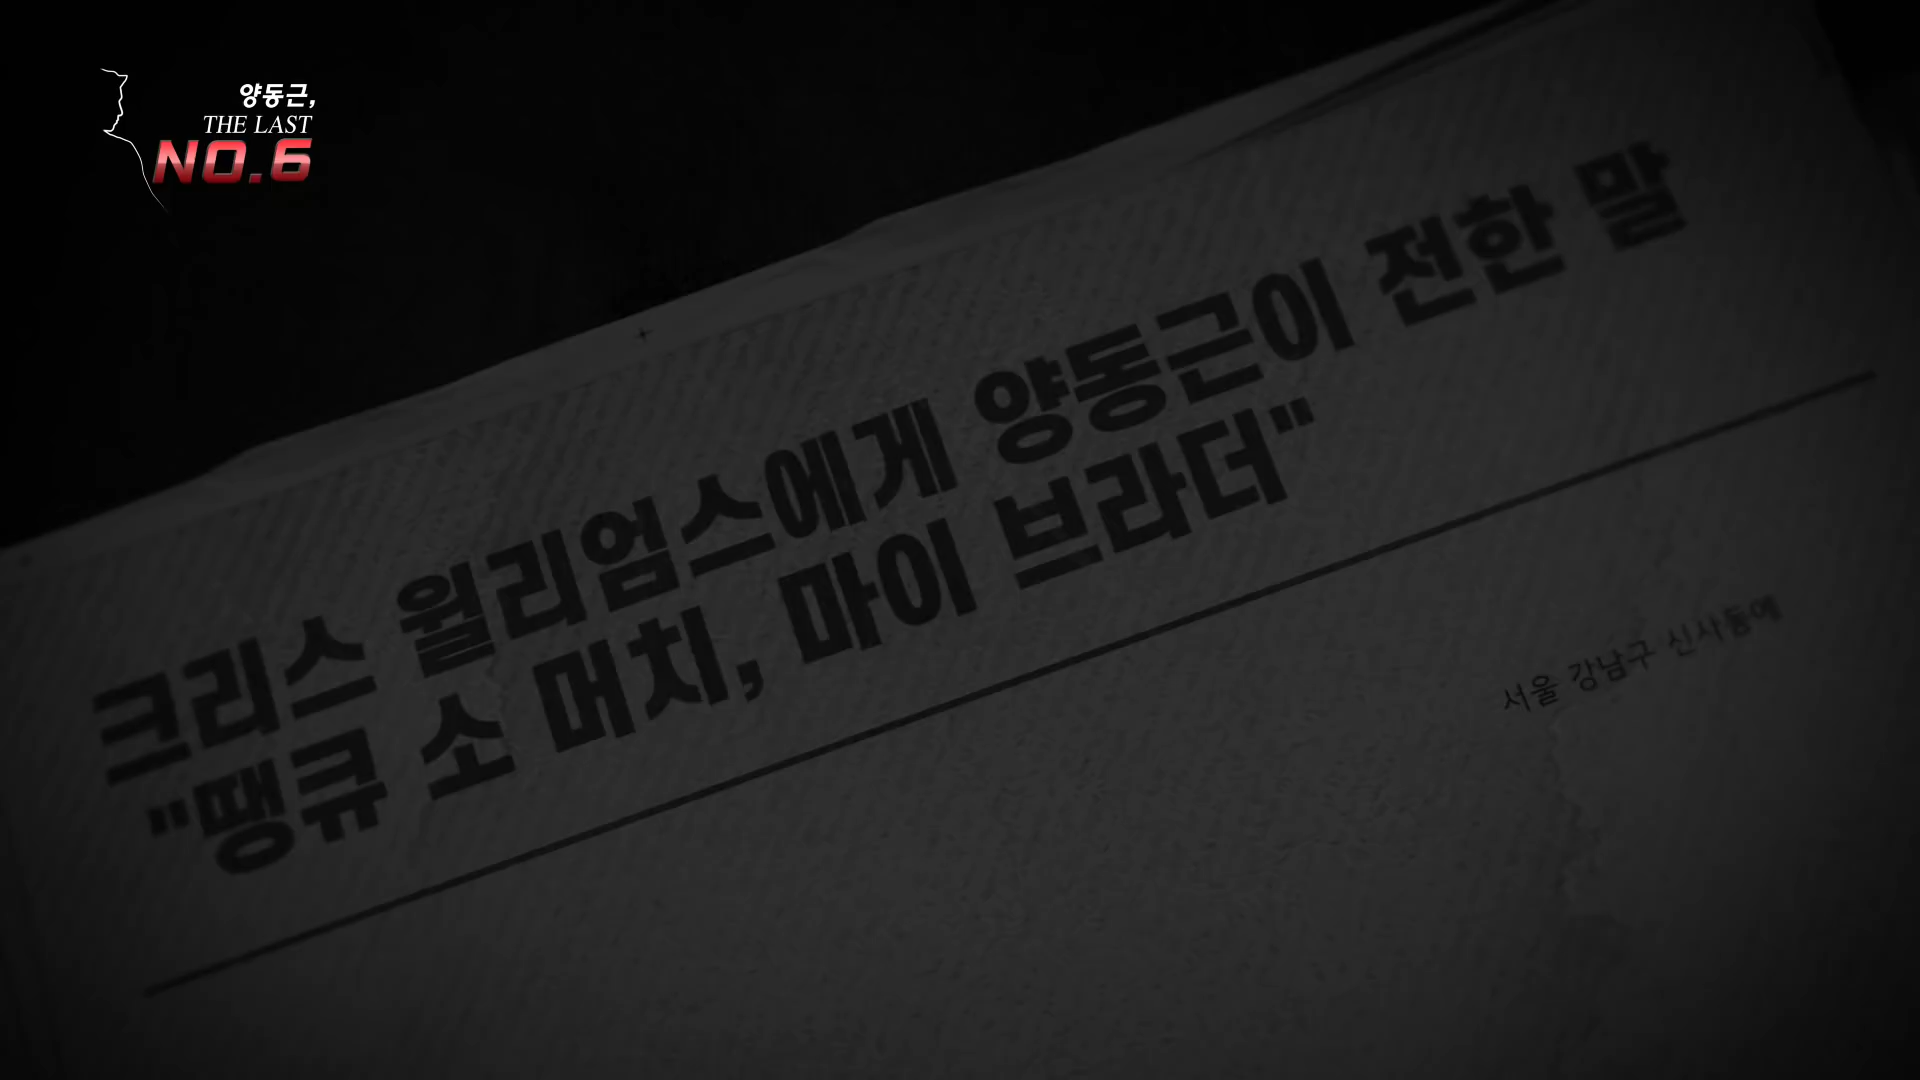 양동근,
THE LAST
NO.6
크리스 윌리엄스에게 양동근이 전한 말
"땡큐 소 머치, 마이 브라더"
서울 강남구 신사동에